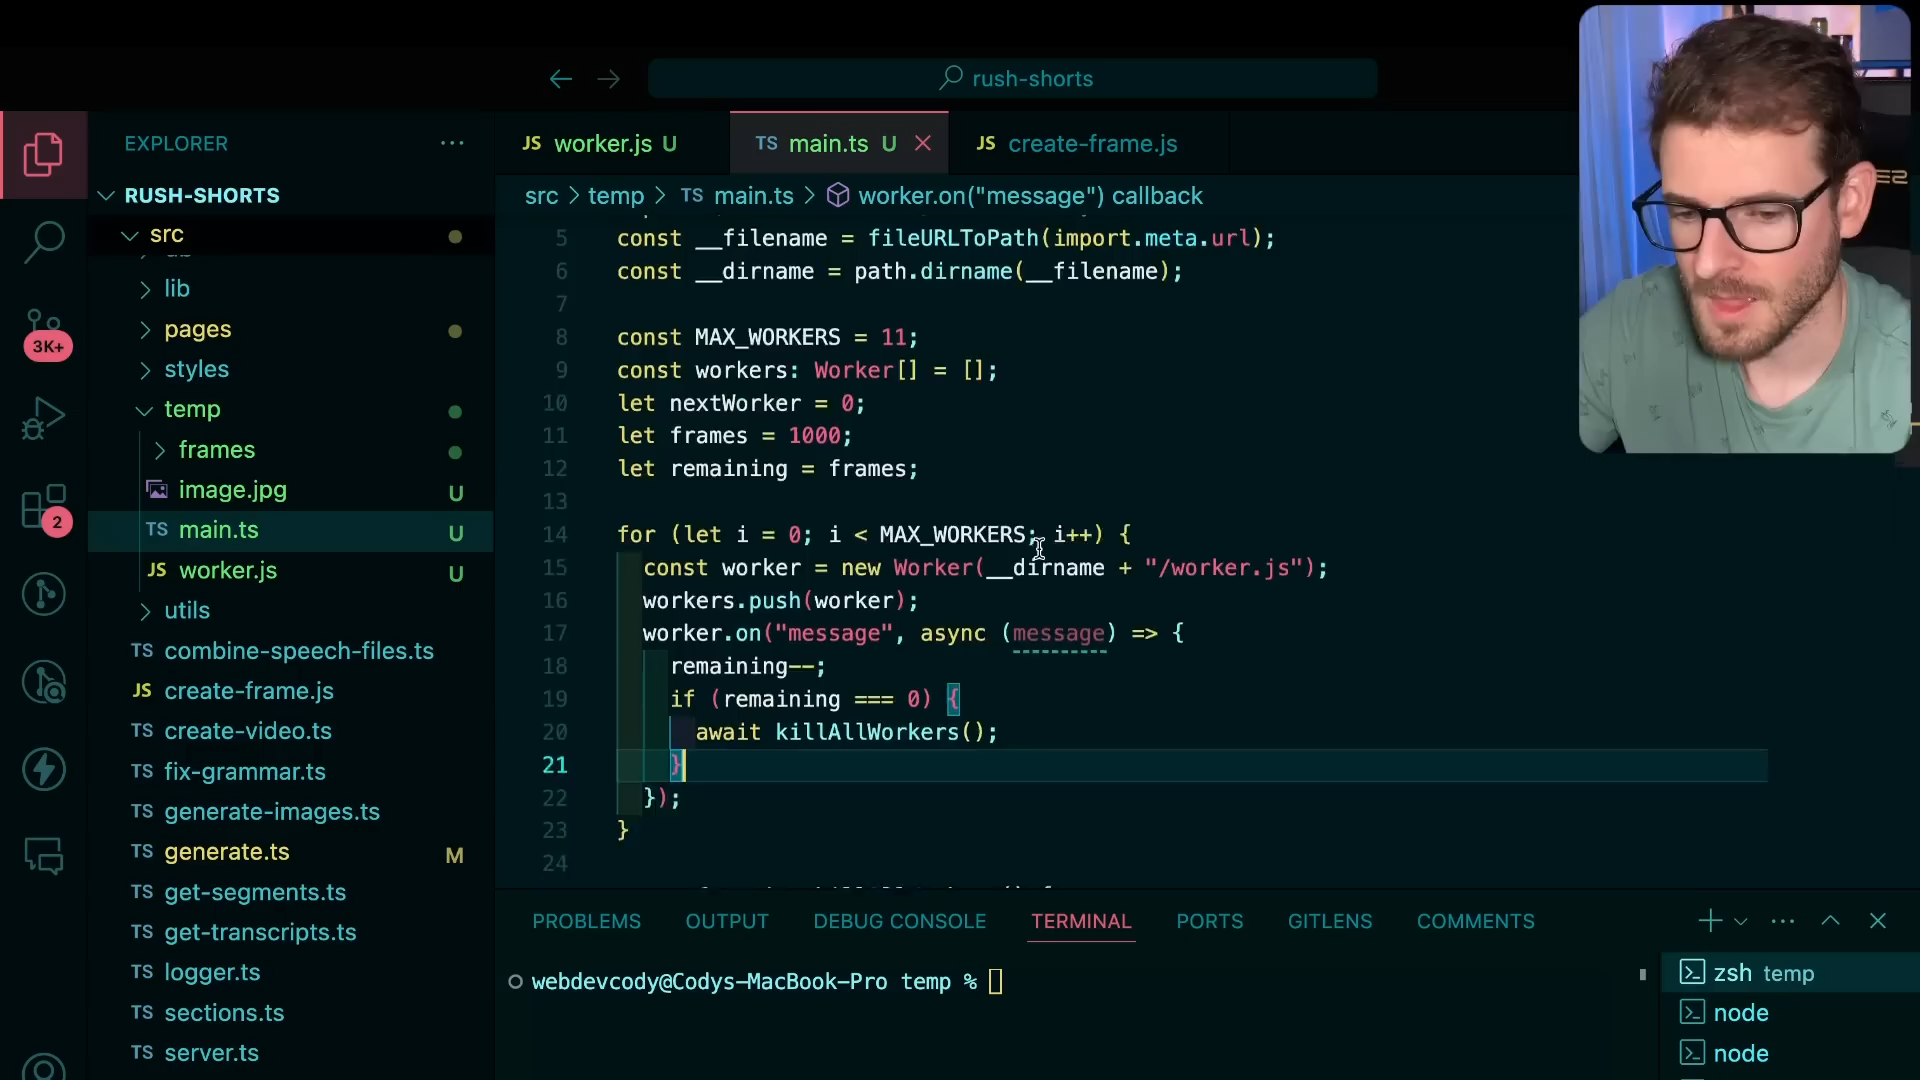 rush-shorts
EXPLORER
RUSH-SHORTS
src
lib
pages
styles
temp
frames
image.jpg U
TS main.ts U
JS worker.js U
utils
TS combine-speech-files.ts
JS create-frame.js
TS create-video.ts
TS fix-grammar.ts
TS generate-images.ts
TS generate.ts M
TS get-segments.ts
TS get-transcripts.ts
TS logger.ts
TS sections.ts
TS server.ts
3K+
2
JS worker.js U
TS main.ts U
JS create-frame.js
src > temp > TS main.ts > worker.on("message") callback
5 const __filename = fileURLToPath(import.meta.url);
6 const __dirname = path.dirname(__filename);
7
8 const MAX_WORKERS = 11;
9 const workers: Worker[] = [];
10 let nextWorker = 0;
11 let frames = 1000;
12 let remaining = frames;
13
14 for (let i = 0; i < MAX_WORKERS; i++) {
15 const worker = new Worker(__dirname + "/worker.js");
16 workers.push(worker);
17 worker.on("message", async (message) => {
18 remaining--;
19 if (remaining === 0) {
20 await killAllWorkers();
21 }
22 });
23 }
24
PROBLEMS OUTPUT DEBUG CONSOLE TERMINAL PORTS GITLENS COMMENTS
webdevcody@Codys-MacBook-Pro temp %
zsh temp
node
node